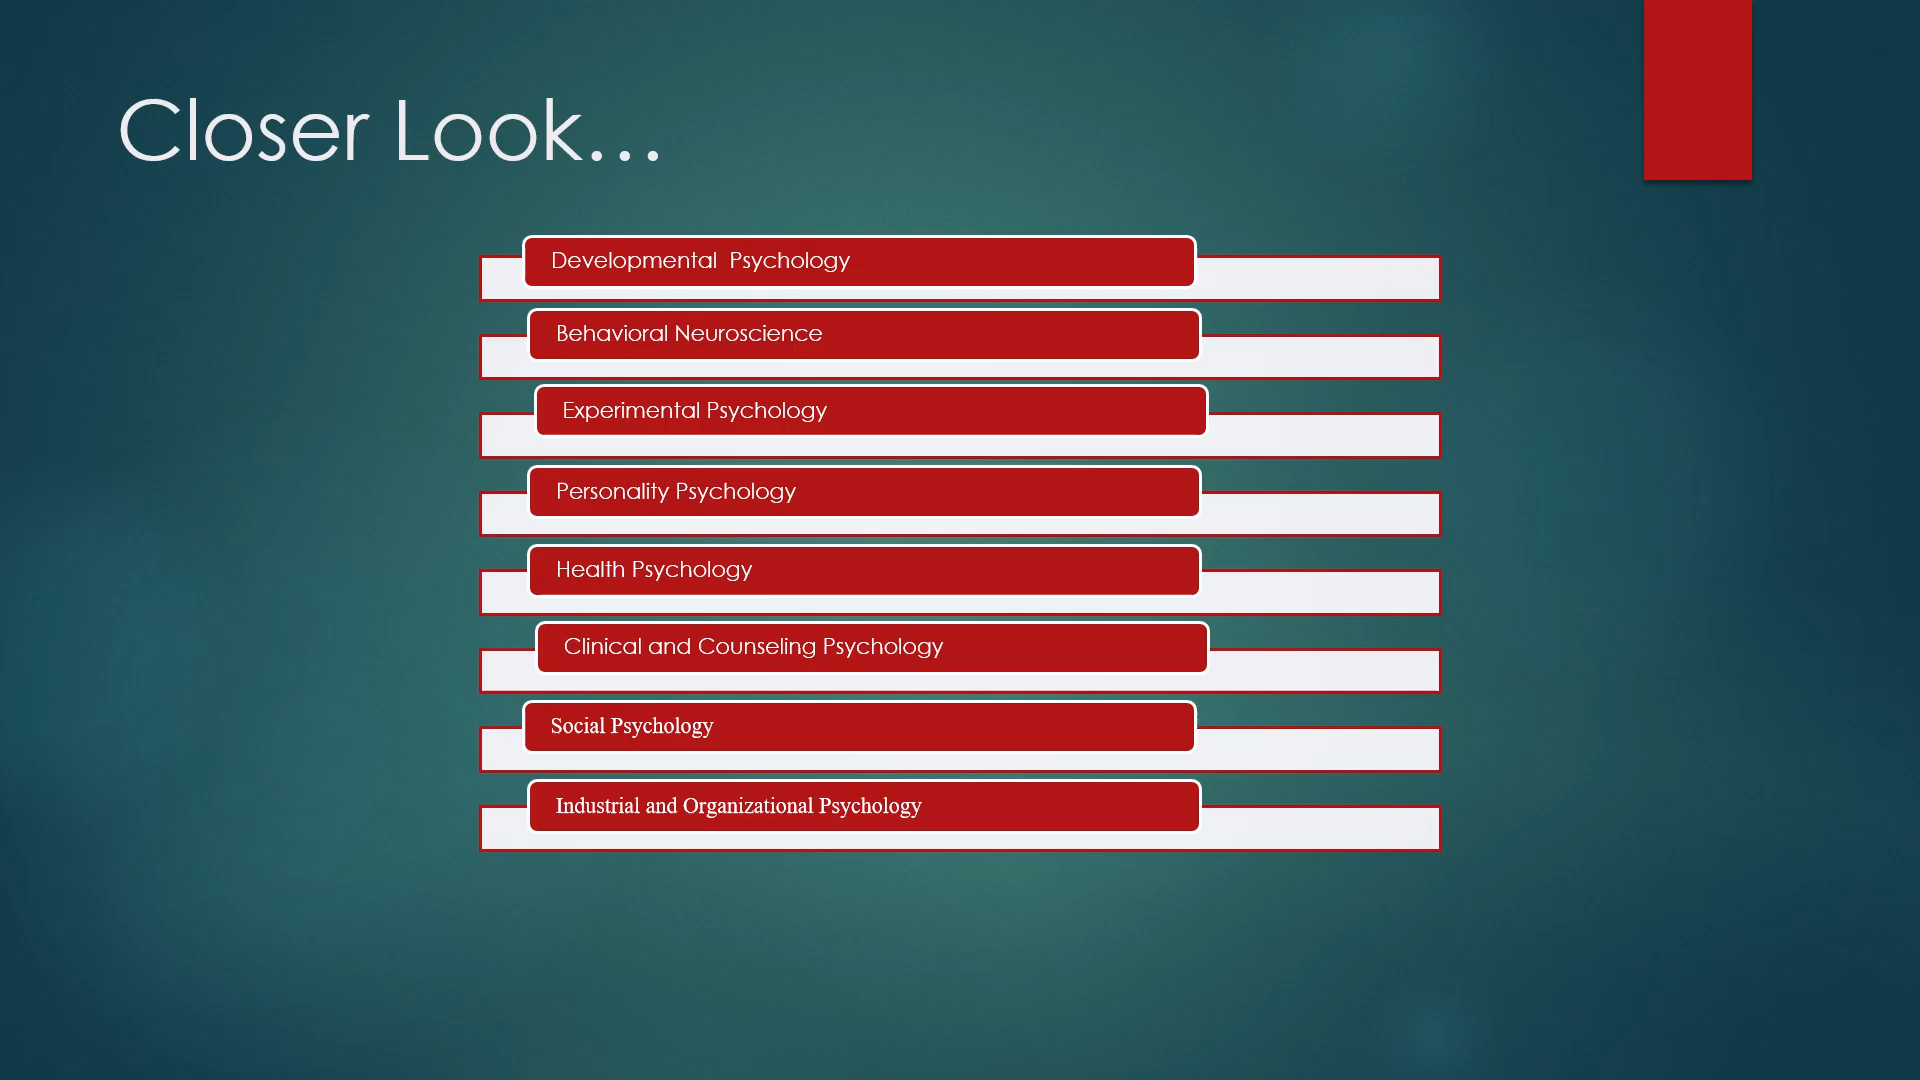 Closer Look...
Developmental  Psychology
Behavioral Neuroscience
Experimental Psychology
Personality Psychology
Health Psychology
Clinical and Counseling Psychology
Social Psychology
Industrial and Organizational Psychology